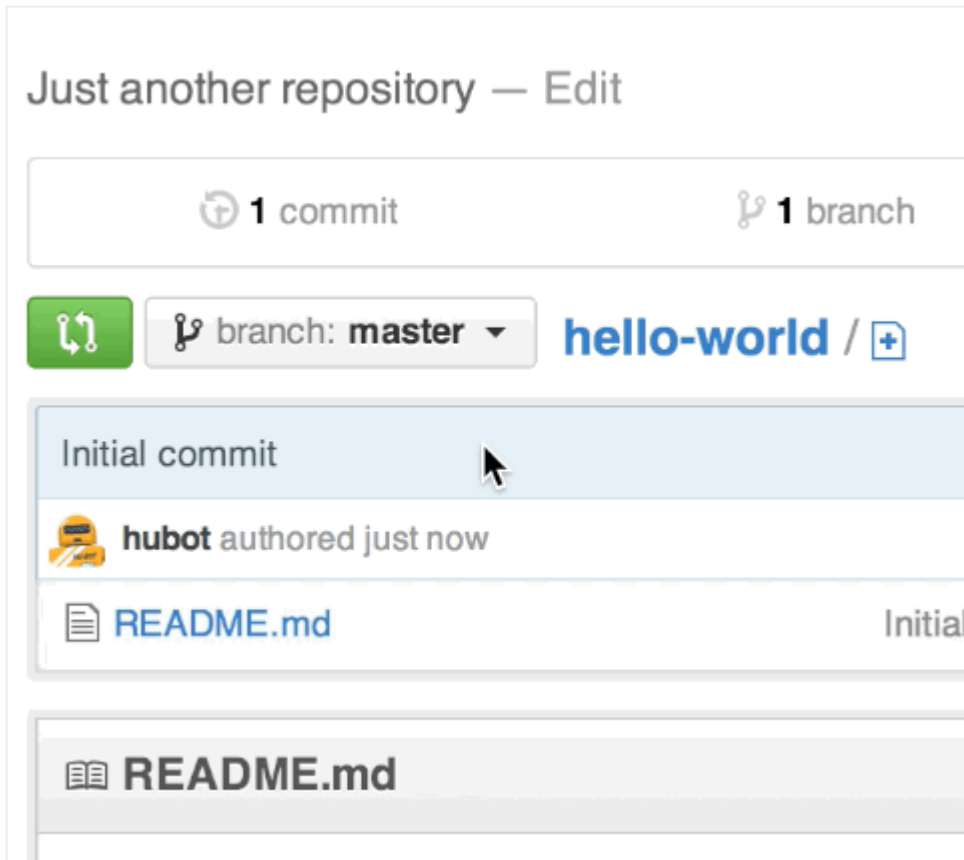 Just another repository — Edit
1 commit 1 branch
branch: master hello-world /
Initial commit
hubot authored just now
README.md Initial
README.md